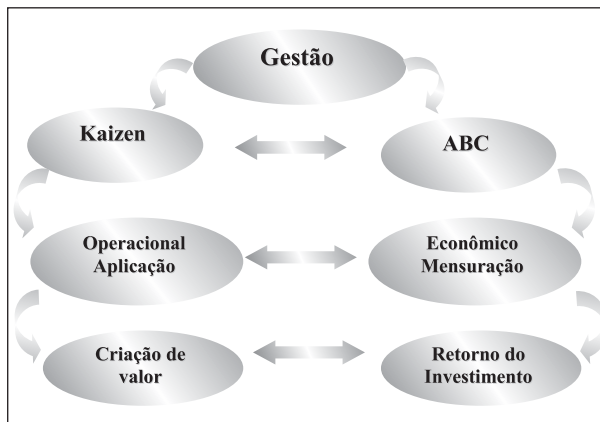 Gestão
Kaizen
ABC
Operacional
Aplicação
Econômico
Mensuração
Criação de
valor
Retorno do
Investimento